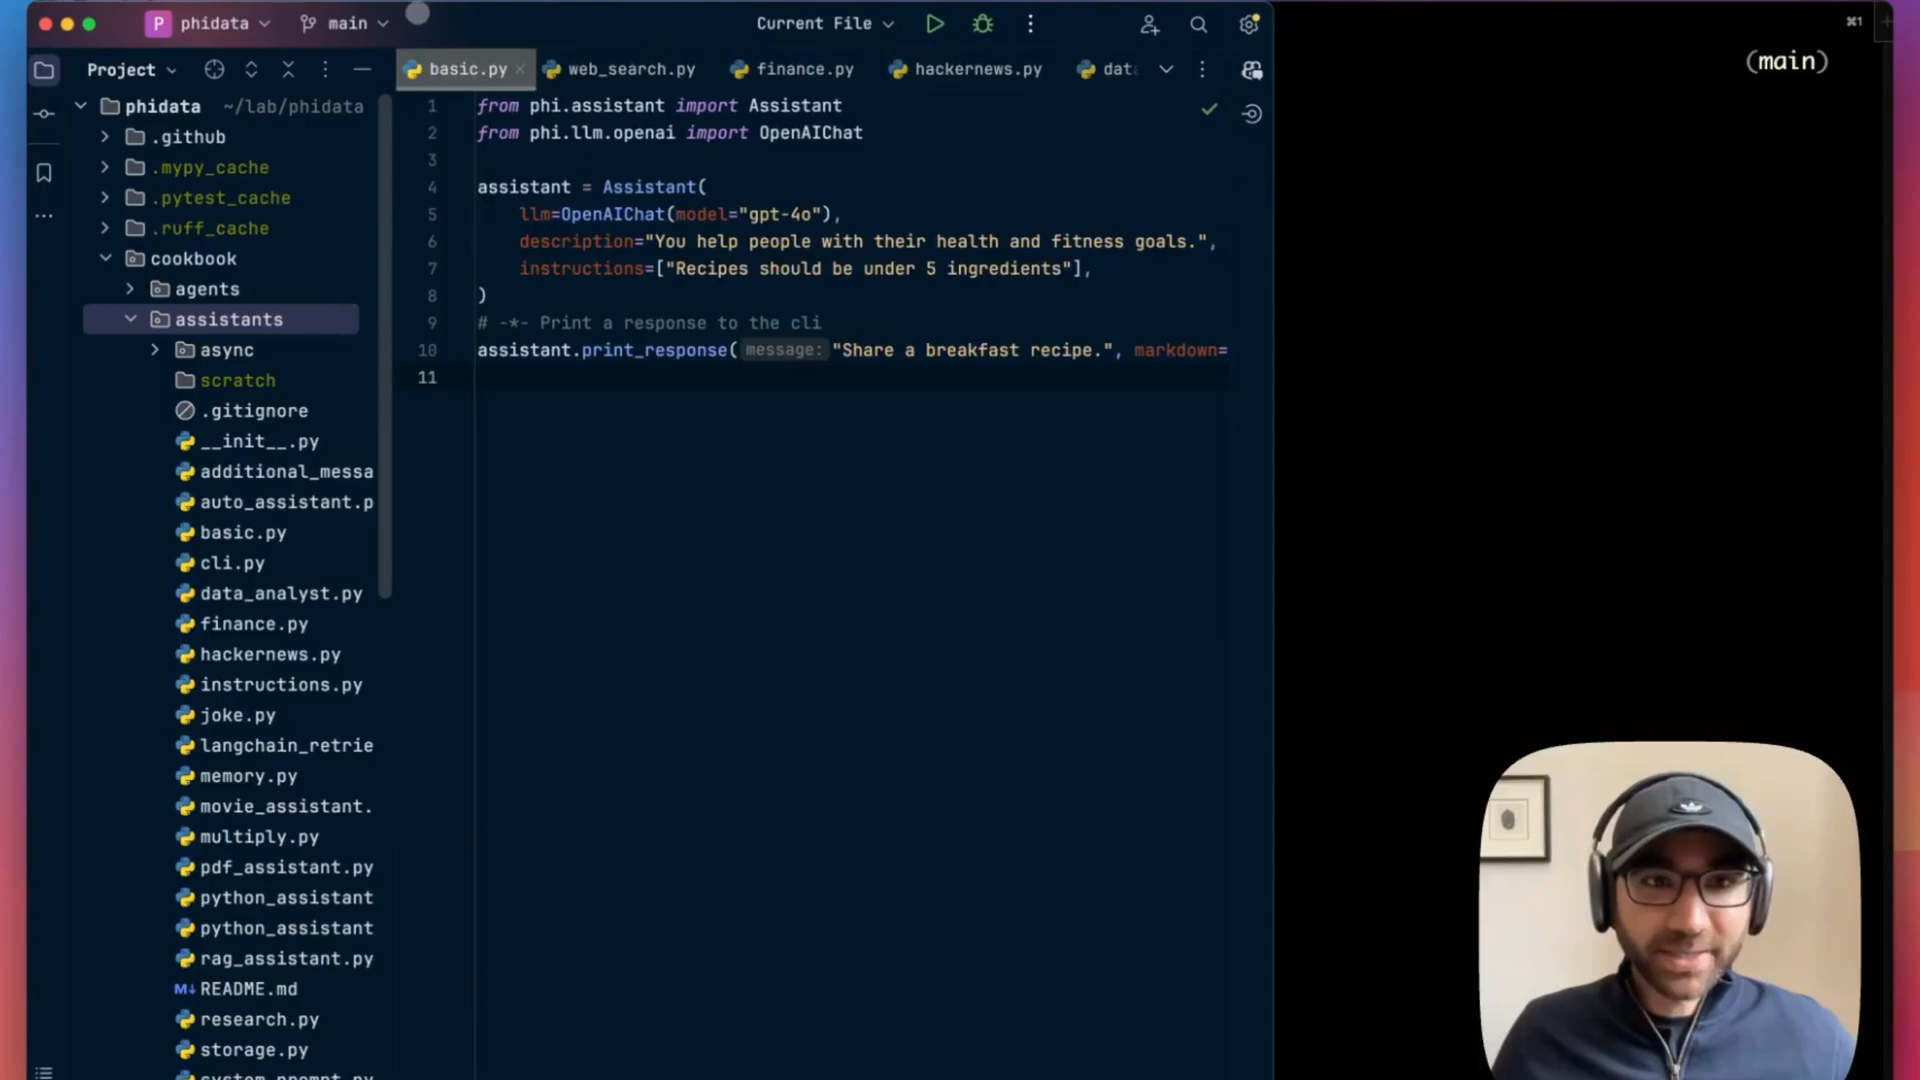 P phidata main Current File ⌘1
Project basic.py web_search.py finance.py hackernews.py data (main)
phidata ~/lab/phidata
.github
.mypy_cache
.pytest_cache
.ruff_cache
cookbook
agents
assistants
async
scratch
.gitignore
__init__.py
additional_messa
auto_assistant.p
basic.py
cli.py
data_analyst.py
finance.py
hackernews.py
instructions.py
joke.py
langchain_retrie
memory.py
movie_assistant.
multiply.py
pdf_assistant.py
python_assistant
python_assistant
rag_assistant.py
M↓ README.md
research.py
storage.py
system_prompt.py
1 from phi.assistant import Assistant
2 from phi.llm.openai import OpenAIChat
3
4 assistant = Assistant(
5 llm=OpenAIChat(model="gpt-4o"),
6 description="You help people with their health and fitness goals.",
7 instructions=["Recipes should be under 5 ingredients"],
8 )
9 # -*- Print a response to the cli
10 assistant.print_response( message: "Share a breakfast recipe.", markdown=
11